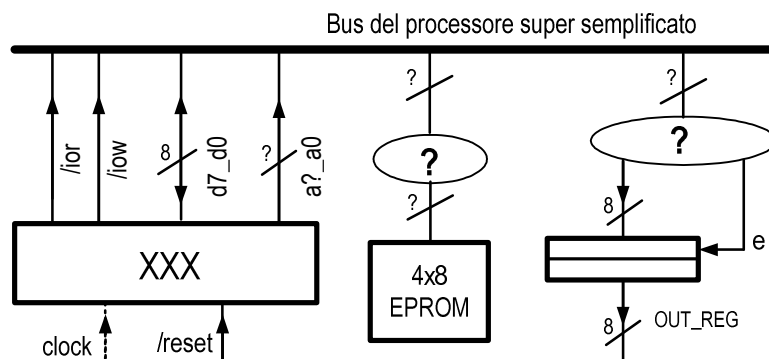 Bus del processore super semplificato
/ior
/iow
8
d7_d0
?
a?_a0
?
?
?
?
?
8
e
XXX
4x8
EPROM
clock
/reset
8
OUT_REG